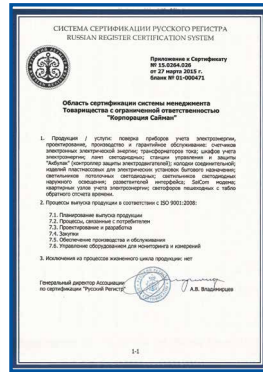 СИСТЕМА СЕРТИФИКАЦИИ РУССКОГО РЕГИСТРА
RUSSIAN REGISTER CERTIFICATION SYSTEM
Приложение к Сертификату
№ 15.0264.026
от 27 марта 2015 г.
бланк № 01-000471
Область сертификации системы менеджмента
Товарищества с ограниченной ответственностью
"Корпорация Сайман"
1. Продукция / услуги: поверка приборов учета электроэнергии,
проектирование, производство и гарантийное обслуживание: счетчиков
электронных электрической энергии; трансформаторов тока; шкафов учета
электроэнергии; ламп светодиодных; станции управления и защиты
"Акбулак" (контроллер защиты электродвигателей); колодки соединительной;
изделий пластмассовых для электрических установок бытового назначения;
светильников потолочных светодиодных; светильников светодиодных
наружного освещения; разветвителей интерфейса; SaiCom модема;
квартирных узлов учета электроэнергии; светофоров пешеходных с табло
обратного отсчета времени.
2. Процессы выпуска продукции в соответствии с ISO 9001:2008:
7.1. Планирование выпуска продукции
7.2. Процессы, связанные с потребителем
7.3. Проектирование и разработка
7.4. Закупки
7.5. Обеспечение производства и обслуживания
7.6. Управление оборудованием для мониторинга и измерений
3. Исключения из процессов жизненного цикла продукции: нет
Генеральный директор Ассоциации
по сертификации "Русский Регистр"
А.В. Владимирцев
1-1